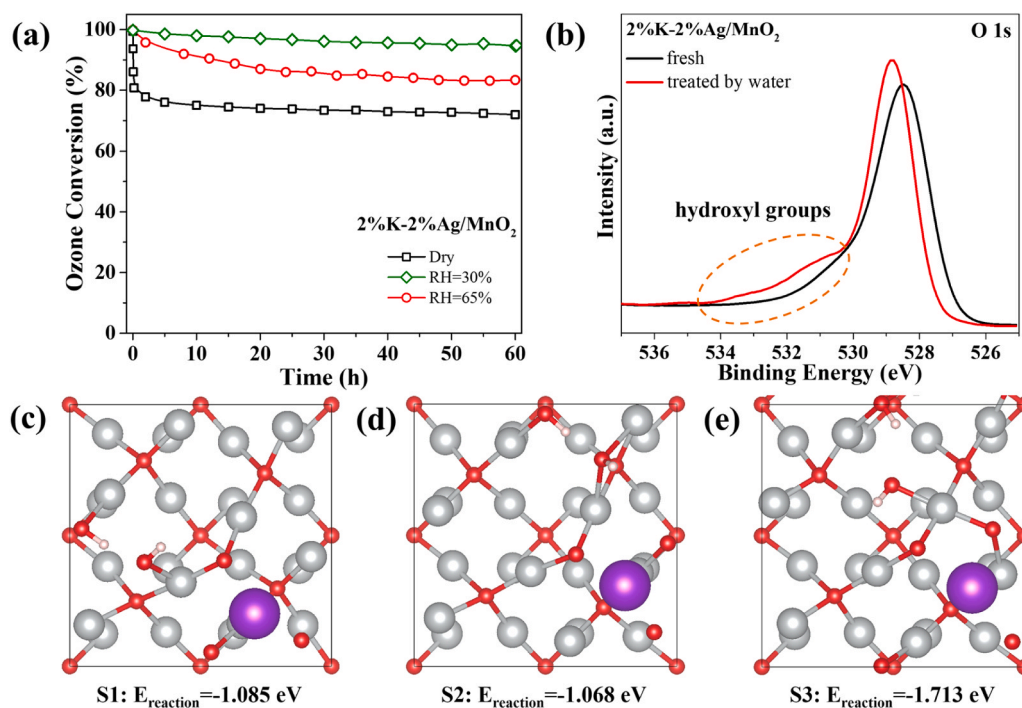 (a)
100
80
60
40
20
0
Ozone Conversion (%)
2%K-2%Ag/MnO₂
Dry
RH=30%
RH=65%
0 10 20 30 40 50 60
Time (h)
(b)
2%K-2%Ag/MnO₂
O 1s
fresh
treated by water
hydroxyl groups
Intensity (a.u.)
536 534 532 530 528 526
Binding Energy (eV)
(c)
S1: Ereaction=-1.085 eV
(d)
S2: Ereaction=-1.068 eV
(e)
S3: Ereaction=-1.713 eV